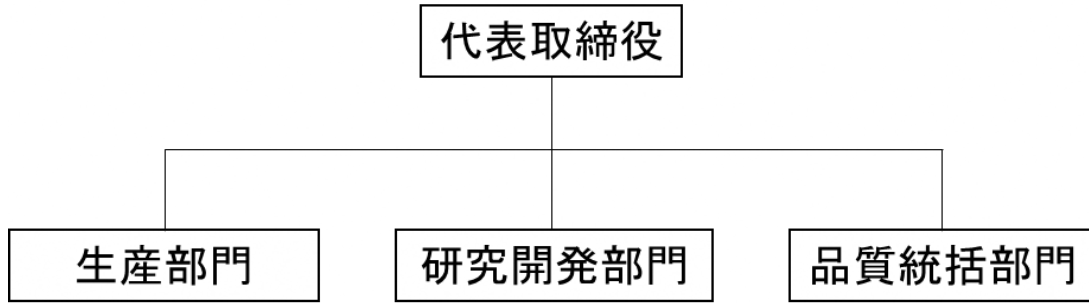 代表取締役
生産部門
研究開発部門
品質統括部門